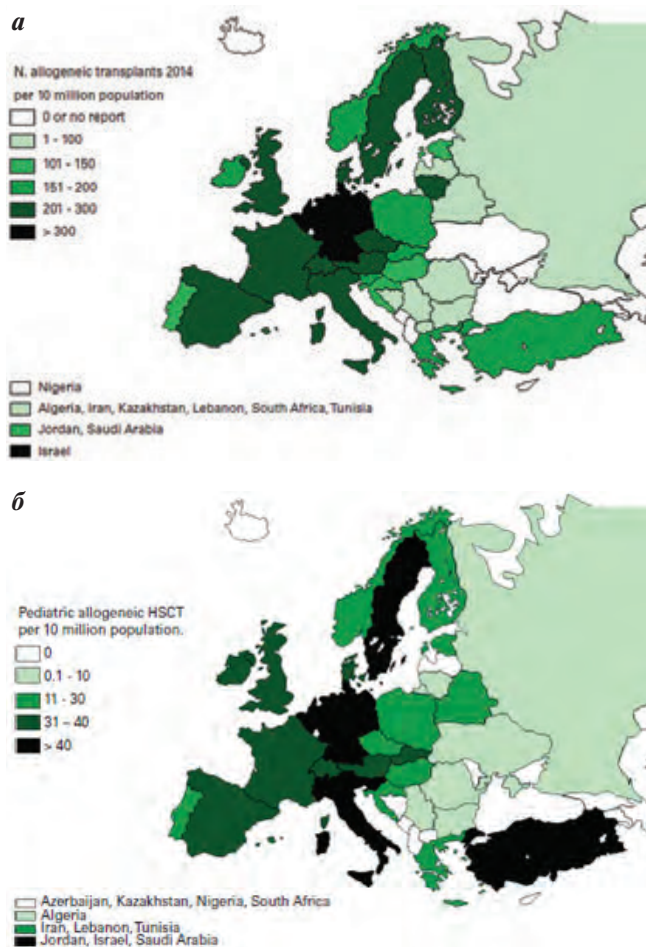 а
N. allogeneic transplants 2014
per 10 million population
0 or no report
1 - 100
101 - 150
151 - 200
201 - 300
> 300
Nigeria
Algeria, Iran, Kazakhstan, Lebanon, South Africa, Tunisia
Jordan, Saudi Arabia
Israel
б
Pediatric allogeneic HSCT
per 10 million population.
0
0.1 - 10
11 - 30
31 – 40
> 40
Azerbaijan, Kazakhstan, Nigeria, South Africa
Algeria
Iran, Lebanon, Tunisia
Jordan, Israel, Saudi Arabia